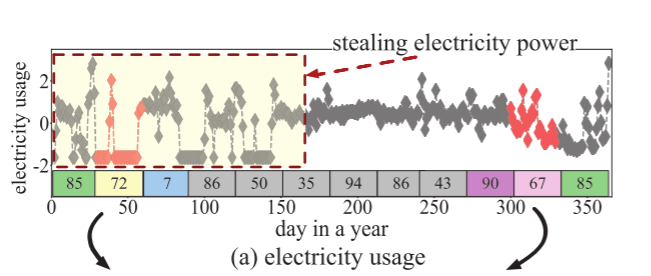 stealing electricity power
electricity usage
2
0
-2
85 72 7 86 50 35 94 86 43 90 67 85
0 50 100 150 200 250 300 350
day in a year
(a) electricity usage